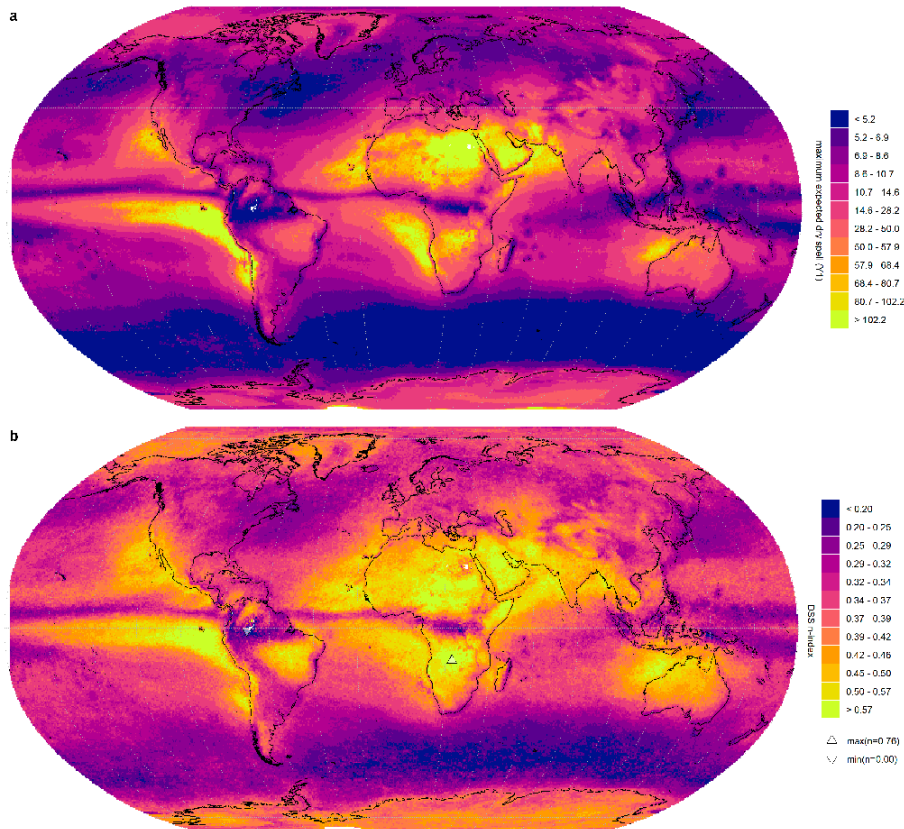 a
maximum expected dry spell (Y1)
< 5.2
5.2 - 6.9
6.9 - 8.6
8.6 - 10.7
10.7 - 14.6
14.6 - 28.2
28.2 - 50.0
50.0 - 57.9
57.9 - 68.4
68.4 - 80.7
80.7 - 102.2
> 102.2
b
DSS n-index
< 0.20
0.20 - 0.25
0.25 - 0.29
0.29 - 0.32
0.32 - 0.34
0.34 - 0.37
0.37 - 0.39
0.39 - 0.42
0.42 - 0.45
0.45 - 0.50
0.50 - 0.57
> 0.57
max(n=0.76)
min(n=0.00)